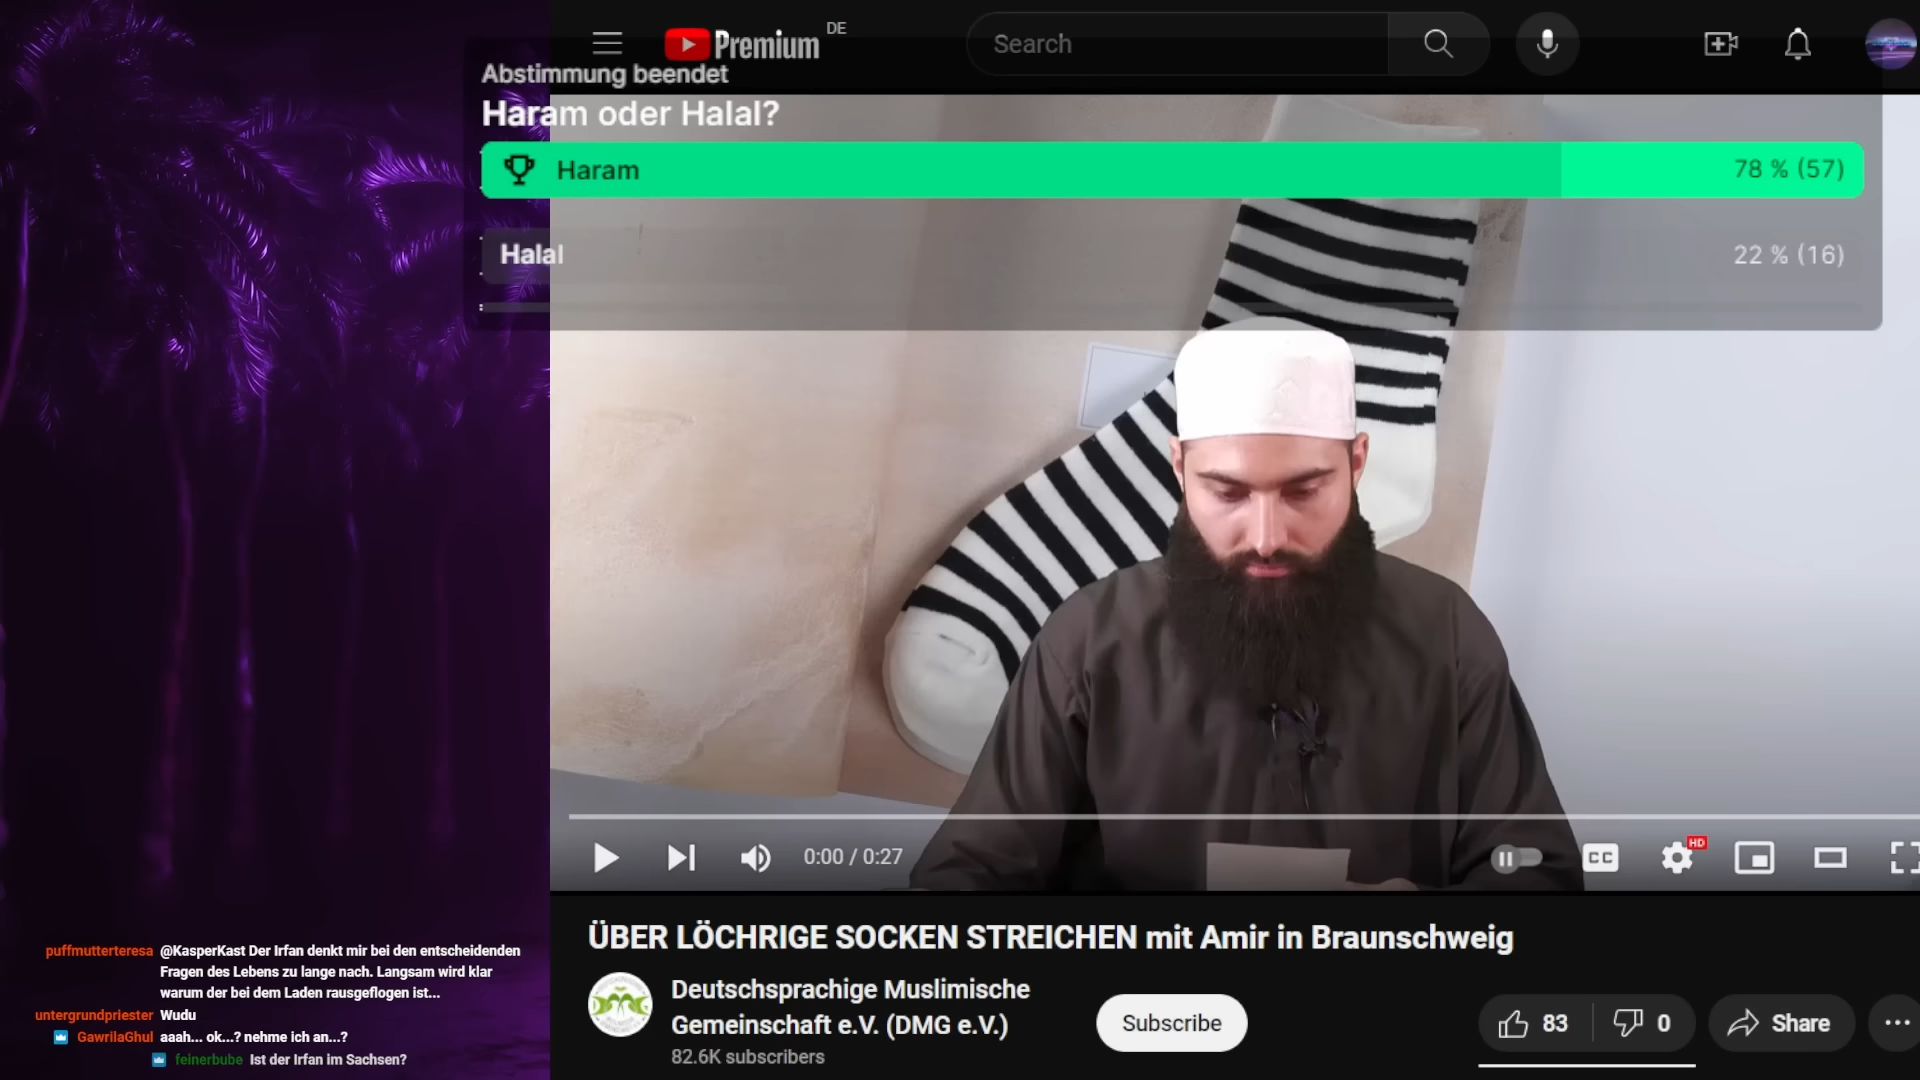 Premium
DE
Search
Abstimmung beendet
Haram oder Halal?
Haram
78 % (57)
Halal
22 % (16)
0:00 / 0:27
CC
HD
ÜBER LÖCHRIGE SOCKEN STREICHEN mit Amir in Braunschweig
Deutschsprachige Muslimische
Gemeinschaft e.V. (DMG e.V.)
82.6K subscribers
Subscribe
83
0
Share
puffmutterteresa @KasperKast Der Irfan denkt mir bei den entscheidenden
Fragen des Lebens zu lange nach. Langsam wird klar
warum der bei dem Laden rausgeflogen ist...
untergrundpriester Wudu
GawrilaGhul aaah... ok...? nehme ich an...?
feinerbube Ist der Irfan im Sachsen?